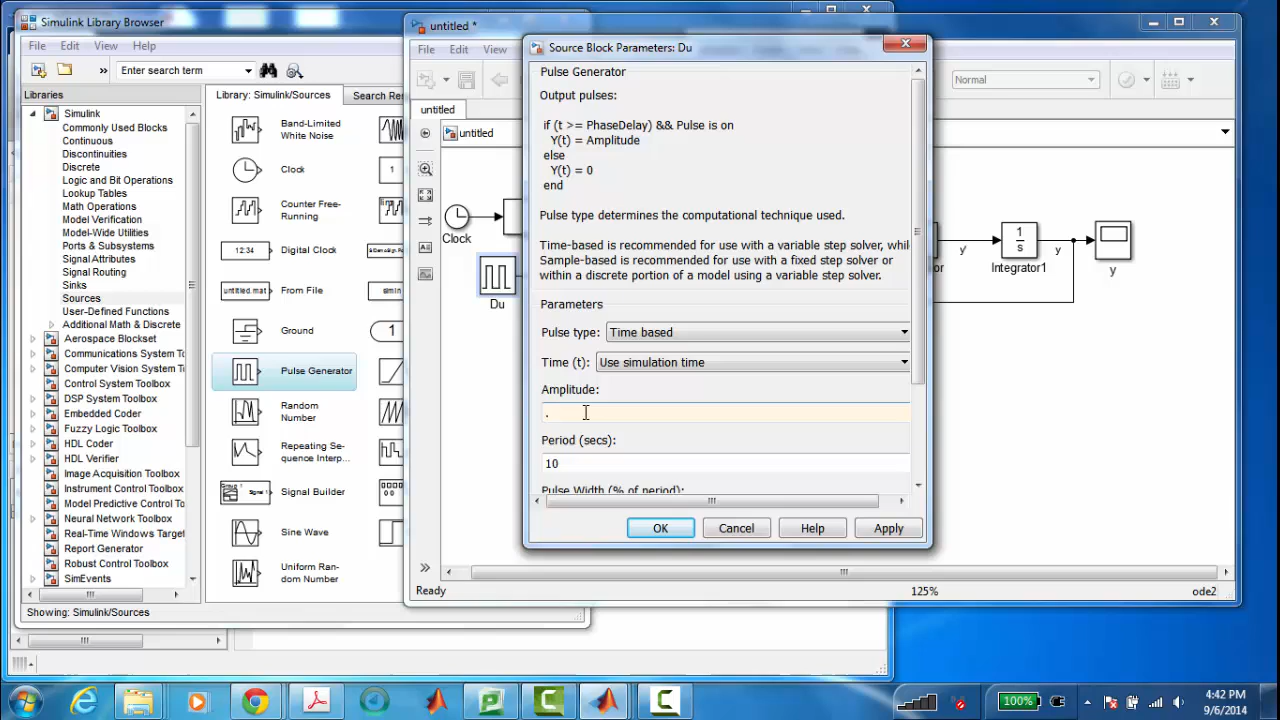 Simulink Library Browser
File Edit View Help
Enter search term
Libraries
Simulink
Commonly Used Blocks
Continuous
Discontinuities
Discrete
Logic and Bit Operations
Lookup Tables
Math Operations
Model Verification
Model-Wide Utilities
Ports & Subsystems
Signal Attributes
Signal Routing
Sinks
Sources
User-Defined Functions
Additional Math & Discrete
Aerospace Blockset
Communications System To
Computer Vision System T
Control System Toolbox
DSP System Toolbox
Embedded Coder
Fuzzy Logic Toolbox
HDL Coder
HDL Verifier
Image Acquisition Toolbox
Instrument Control Toolbox
Model Predictive Control To
Neural Network Toolbox
Real-Time Windows Target
Report Generator
Robust Control Toolbox
SimEvents
Showing: Simulink/Sources
Library: Simulink/Sources
Search Re
Band-Limited
White Noise
Clock
1
Counter Free-
Running
12:34
Digital Clock
untitled.mat
From File
simin
Ground
1
Pulse Generator
Random
Number
Repeating Se-
quence Interp...
Signal Builder
Sine Wave
Uniform Ran-
dom Number
untitled *
File Edit View
Normal
untitled
untitled
Clock
Du
or
y'
1
s
Integrator1
y
y
Ready
125%
ode2
Source Block Parameters: Du
Pulse Generator
Output pulses:
if (t >= PhaseDelay) && Pulse is on
Y(t) = Amplitude
else
Y(t) = 0
end
Pulse type determines the computational technique used.
Time-based is recommended for use with a variable step solver, while
Sample-based is recommended for use with a fixed step solver or
within a discrete portion of a model using a variable step solver.
Parameters
Pulse type: Time based
Time (t): Use simulation time
Amplitude:
.
Period (secs):
10
Pulse Width (% of period):
OK Cancel Help Apply
100%
4:42 PM
9/6/2014